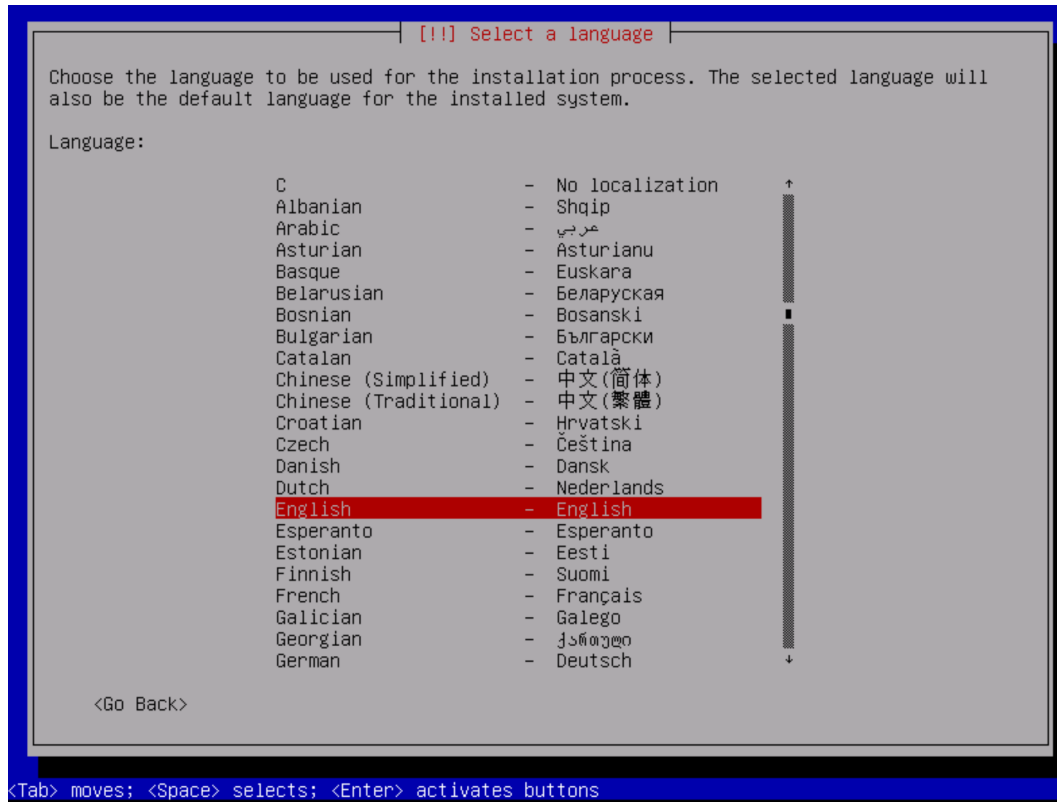 [!!] Select a language
Choose the language to be used for the installation process. The selected language will
also be the default language for the installed system.
Language:
C - No localization
Albanian - Shqip
Arabic - عربي
Asturian - Asturianu
Basque - Euskara
Belarusian - Беларуская
Bosnian - Bosanski
Bulgarian - Български
Catalan - Català
Chinese (Simplified) - 中文(简体)
Chinese (Traditional) - 中文(繁體)
Croatian - Hrvatski
Czech - Čeština
Danish - Dansk
Dutch - Nederlands
English - English
Esperanto - Esperanto
Estonian - Eesti
Finnish - Suomi
French - Français
Galician - Galego
Georgian - ქართული
German - Deutsch
<Go Back>
<Tab> moves; <Space> selects; <Enter> activates buttons